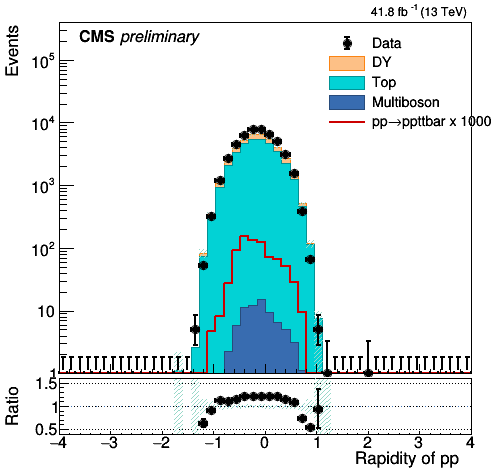 41.8 fb⁻¹ (13 TeV)
CMS preliminary
Events
Data
DY
Top
Multiboson
pp→ppttbar x 1000
10⁵
10⁴
10³
10²
10
1
Ratio
1.5
1
0.5
−4 −3 −2 −1 0 1 2 3 4
Rapidity of pp